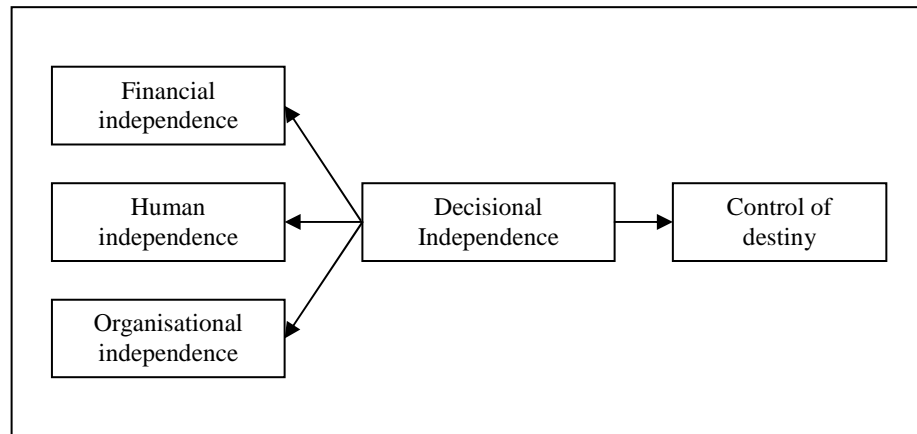 Financial
independence
Human
independence
Organisational
independence
Decisional
Independence
Control of
destiny